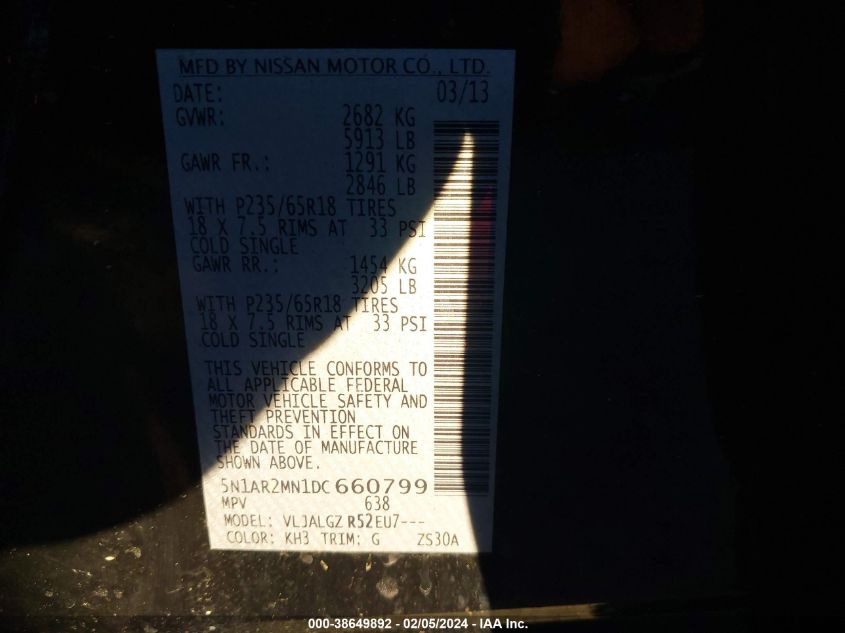 MFD BY NISSAN MOTOR CO., LTD.
DATE: 03/13
GVWR: 2682 KG
5913 LB
GAWR FR.: 1291 KG
2846 LB
WITH P235/65R18 TIRES
18 X 7.5 RIMS AT 33 PSI
COLD SINGLE
GAWR RR.: 1454 KG
3205 LB
WITH P235/65R18 TIRES
18 X 7.5 RIMS AT 33 PSI
COLD SINGLE
THIS VEHICLE CONFORMS TO
ALL APPLICABLE FEDERAL
MOTOR VEHICLE SAFETY AND
THEFT PREVENTION
STANDARDS IN EFFECT ON
THE DATE OF MANUFACTURE
SHOWN ABOVE.
5N1AR2MN1DC 660799
MPV 638
MODEL: VLJALGZ R52EU7---
COLOR: KH3 TRIM: G ZS30A
000-38649892 - 02/05/2024 - IAA Inc.